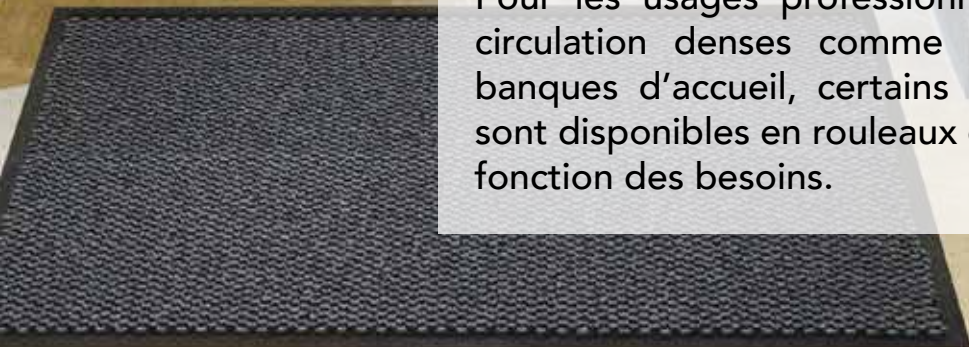 Pour les usages
circulation denses comme
banques d’accueil, certains
sont disponibles en rouleaux
fonction des besoins.